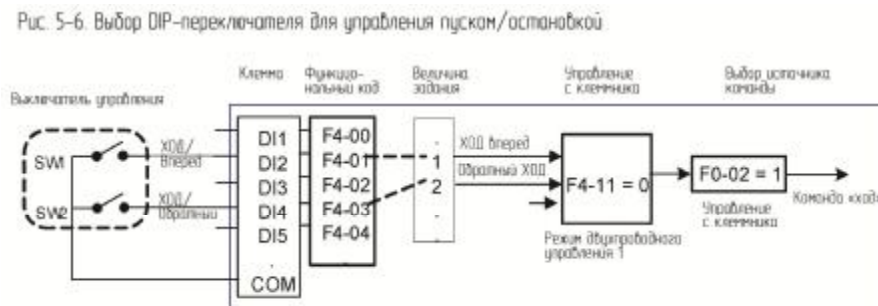 Рис. 5-6. Выбор DIP-переключателя для управления пуском/остановкой
Выключатель управления
Клемма
Функцио-
нальный код
Величина
задания
Управление
с клеммника
Выбор источника
команды
SW1
SW2
ХОД/
Вперед
ХОД/
Обратный
DI1
DI2
DI3
DI4
DI5
.
COM
F4-00
F4-01
F4-02
F4-03
F4-04
.
1
2
.
.
ХОД Вперед
Обратный ХОД
F4-11 = 0
Режим двухпроводного
управления 1
F0-02 = 1
Управление
с клеммника
Команда «ход»